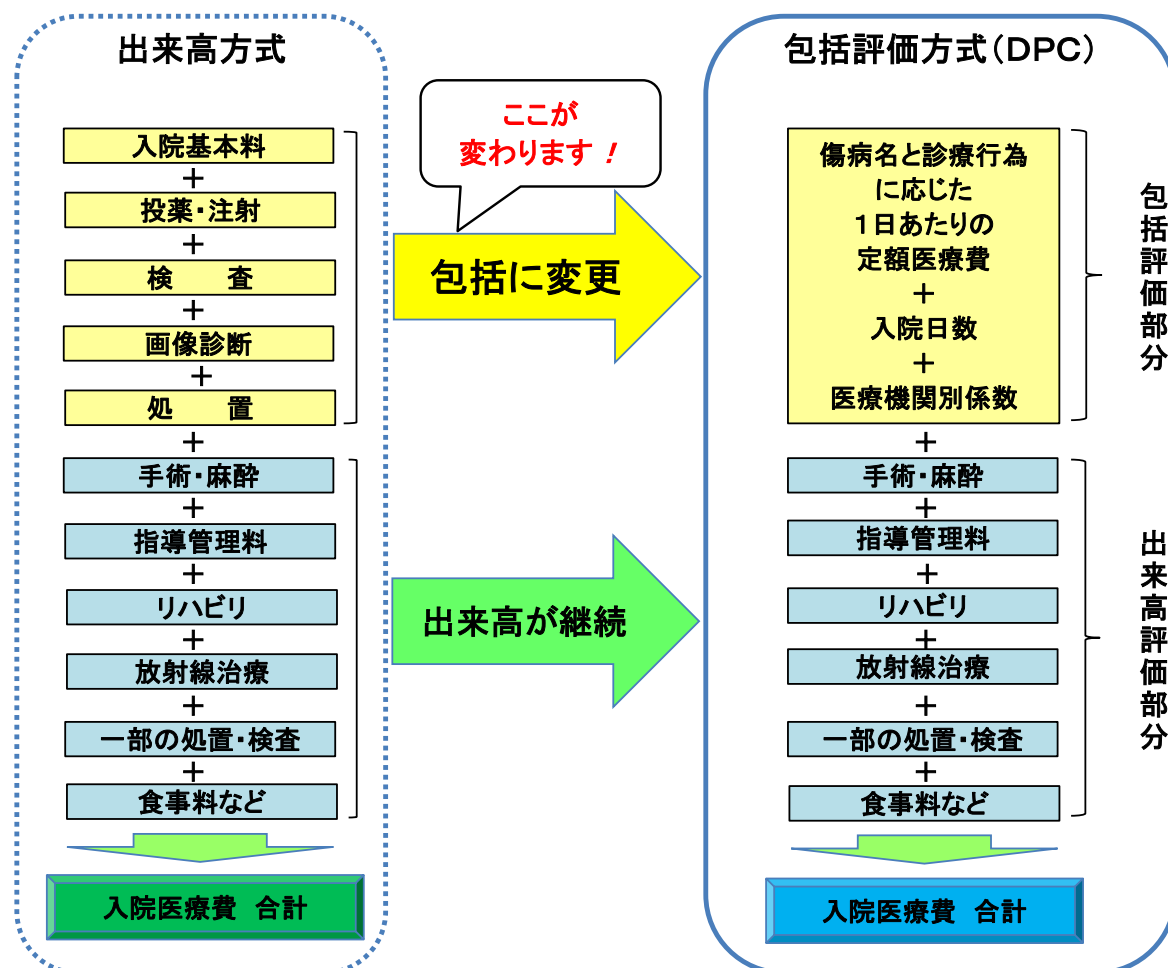 出来高方式
入院基本料
+
投薬・注射
+
検　　査
+
画像診断
+
処　　置
+
手術・麻酔
+
指導管理料
+
リハビリ
+
放射線治療
+
一部の処置・検査
+
食事料など
入院医療費 合計
ここが
変わります！
包括に変更
出来高が継続
包括評価方式（DPC）
傷病名と診療行為
に応じた
１日あたりの
定額医療費
+
入院日数
+
医療機関別係数
+
手術・麻酔
+
指導管理料
+
リハビリ
+
放射線治療
+
一部の処置・検査
+
食事料など
入院医療費 合計
包括評価部分
出来高評価部分